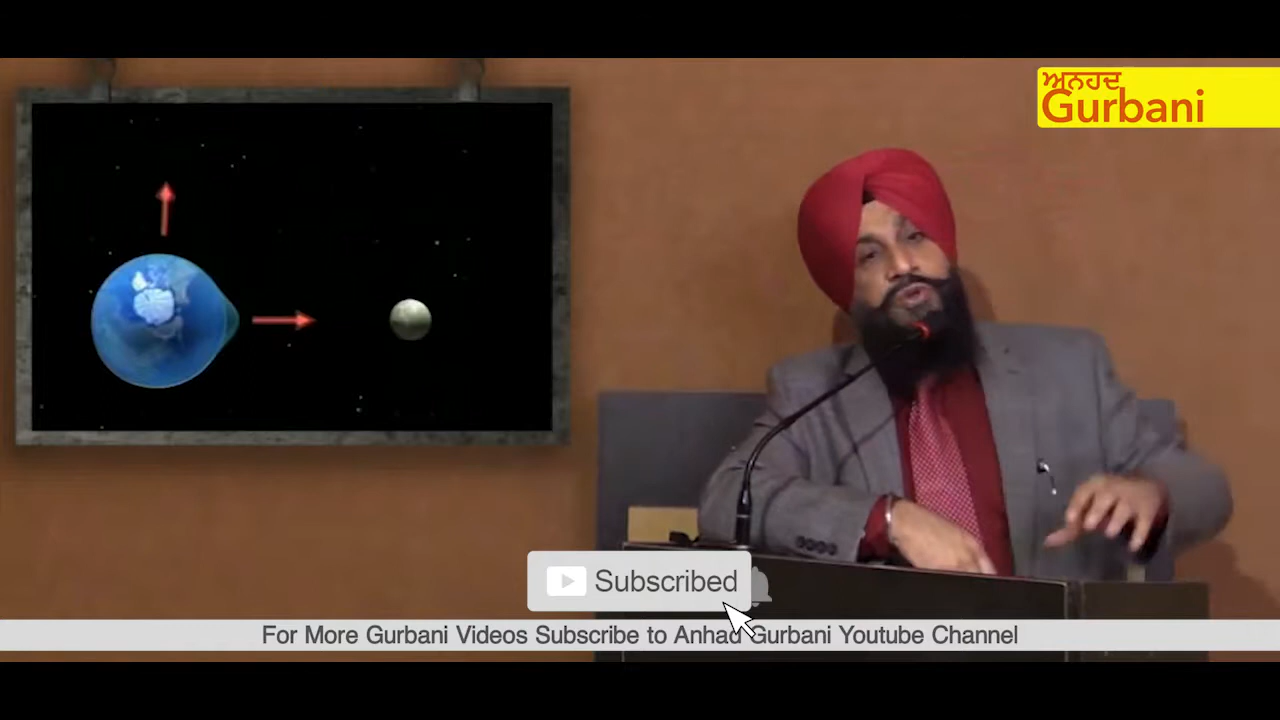 ਅਨਹਦ
Gurbani
Subscribed
For More Gurbani Videos Subscribe to Anhad Gurbani Youtube Channel